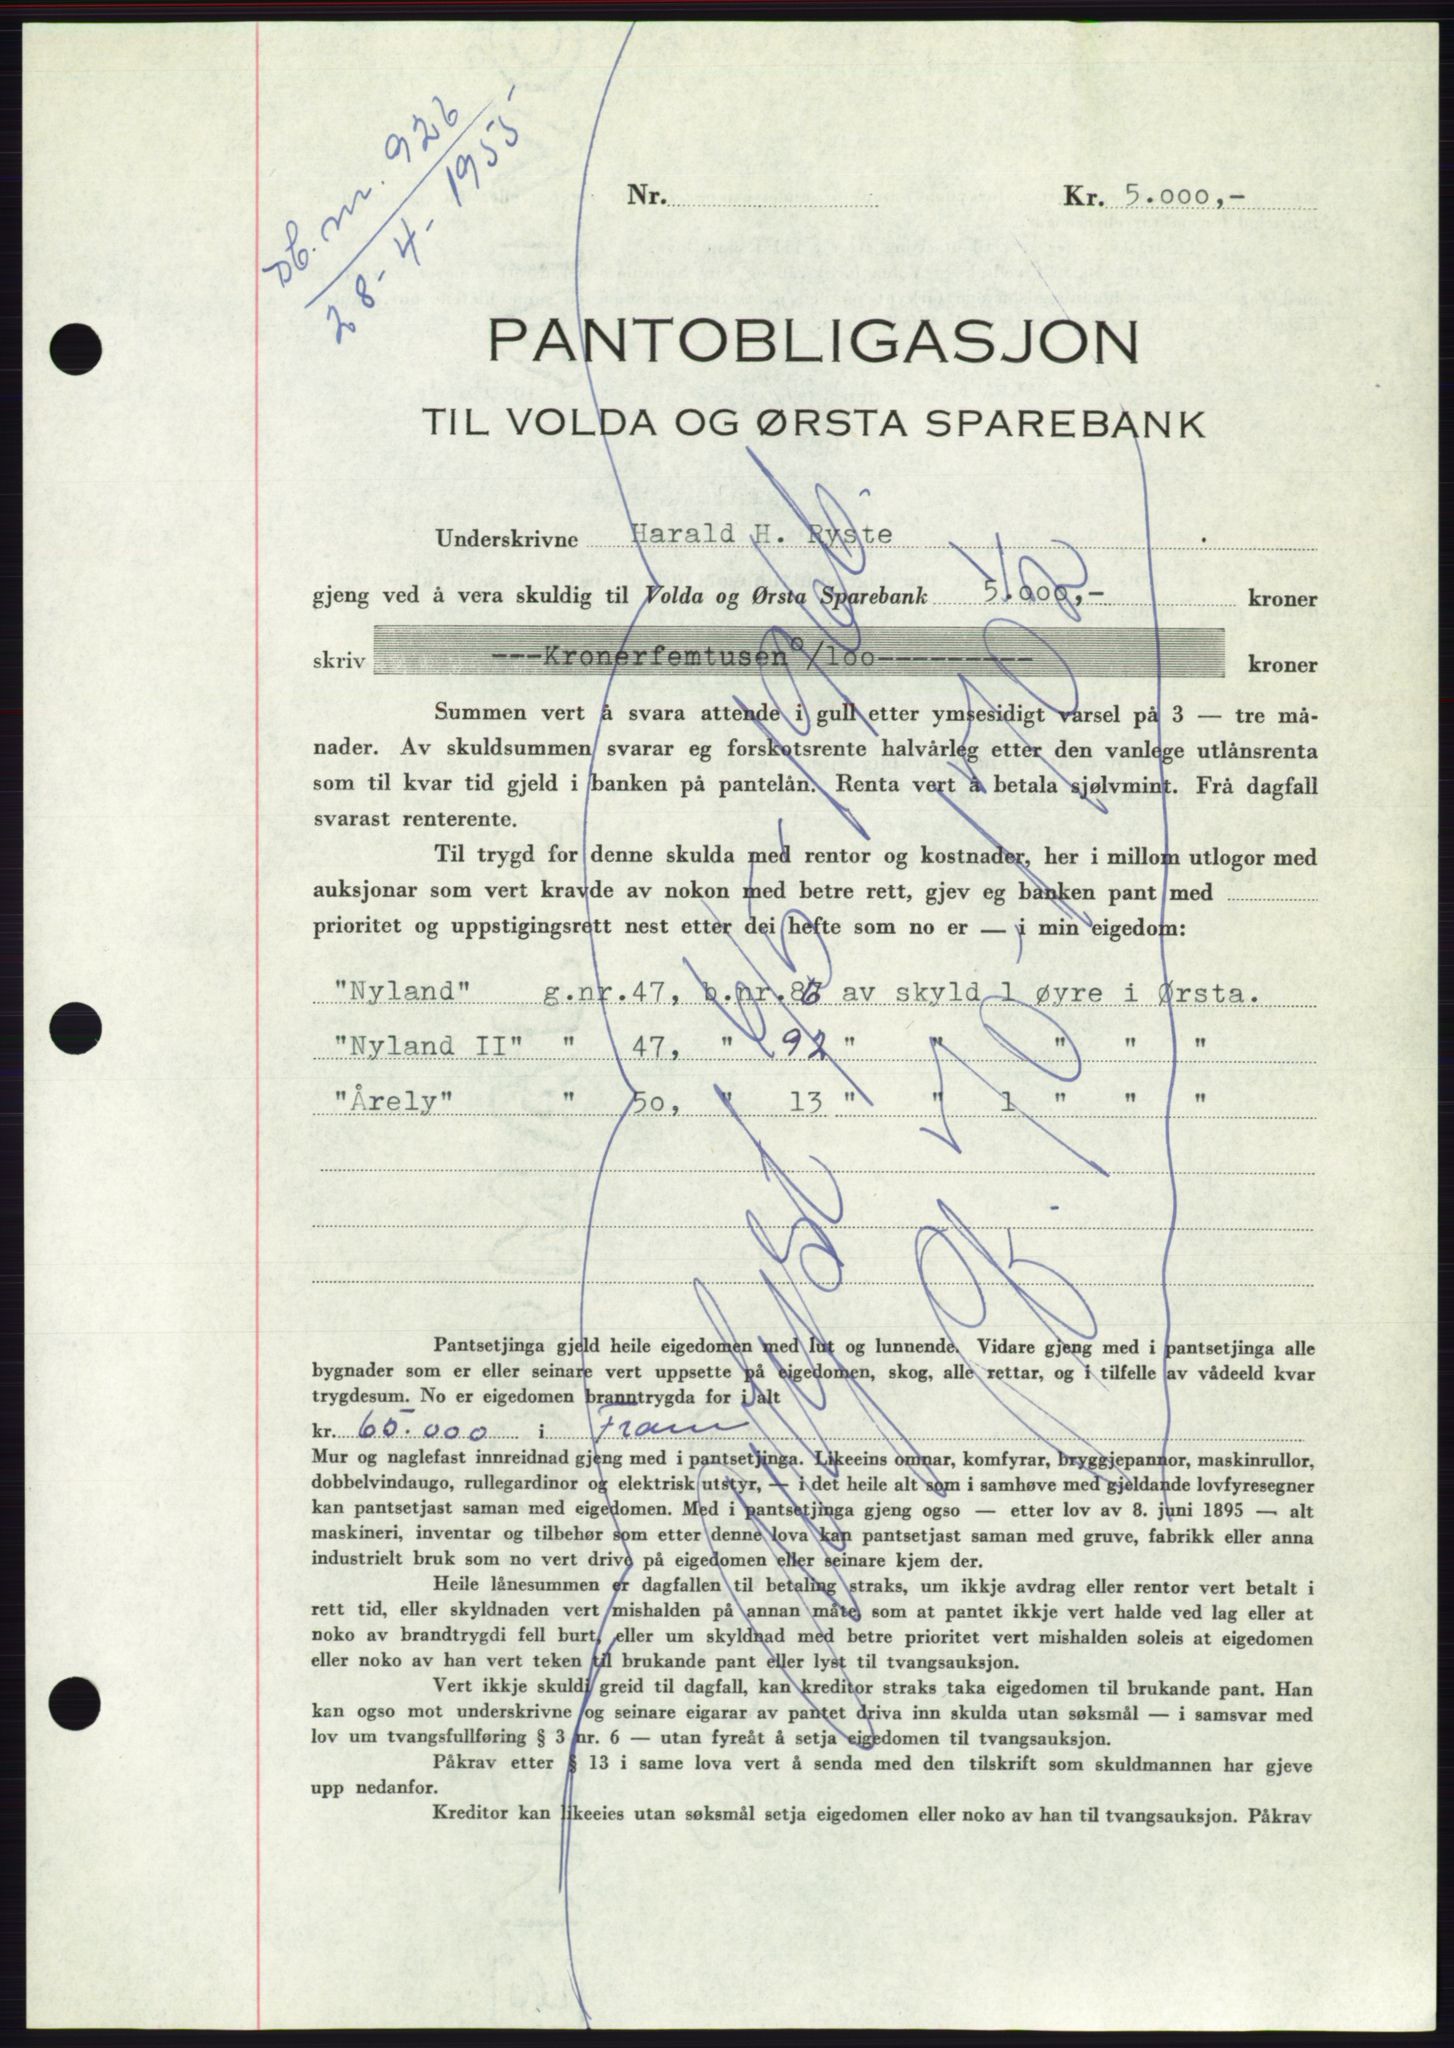 Db. nr. 926
28-4-1955
Nr. Kr. 5.000,-
PANTOBLIGASJON
TIL VOLDA OG ØRSTA SPAREBANK
Underskrivne Harald H. Ryste
gjeng ved å vera skuldig til Volda og Ørsta Sparebank 5.000,- kroner
skriv ---Kronerfemtusen 0/100--------- kroner
Summen vert å svara attende i gull etter ymsesidigt varsel på 3 — tre må-
nader. Av skuldsummen svarar eg forskotsrente halvårleg etter den vanlege utlånsrenta
som til kvar tid gjeld i banken på pantelån. Renta vert å betala sjølvmint. Frå dagfall
svarast renterente.
Til trygd for denne skulda med rentor og kostnader, her i millom utlogor med
auksjonar som vert kravde av nokon med betre rett, gjev eg banken pant med
prioritet og uppstigingsrett nest etter dei hefte som no er — i min eigedom:
"Nyland" g.nr.47, b.nr.86 av skyld 1 øyre i Ørsta.
"Nyland II" " 47, " 92 " " " " "
"Årely" " 50, " 13 " " 1 " " "
Pantsetjinga gjeld heile eigedomen med lut og lunnende. Vidare gjeng med i pantsetjinga alle
bygnader som er eller seinare vert uppsette på eigedomen, skog, alle rettar, og i tilfelle av vådeeld kvar
trygdesum. No er eigedomen branntrygda for i alt
kr. 60.000 i Fram
Mur og naglefast innreidnad gjeng med i pantsetjinga. Likeeins omnar, komfyrar, bryggjepannor, maskinrullor,
dobbelvindaugo, rullegardinor og elektrisk utstyr, — i det heile alt som i samhøve med gjeldande lovfyresegner
kan pantsetjast saman med eigedomen. Med i pantsetjinga gjeng ogso — etter lov av 8. juni 1895 — alt
maskineri, inventar og tilbehør som etter denne lova kan pantsetjast saman med gruve, fabrikk eller anna
industrielt bruk som no vert drive på eigedomen eller seinare kjem der.
Heile lånesummen er dagfallen til betaling straks, um ikkje avdrag eller rentor vert betalt i
rett tid, eller skyldnaden vert mishalden på annan måte, som at pantet ikkje vert halde ved lag eller at
noko av brandtrygdi fell burt, eller um skyldnad med betre prioritet vert mishalden soleis at eigedomen
eller noko av han vert teken til brukande pant eller lyst til tvangsauksjon.
Vert ikkje skuldi greid til dagfall, kan kreditor straks taka eigedomen til brukande pant. Han
kan ogso mot underskrivne og seinare eigarar av pantet driva inn skulda utan søksmål — i samsvar med
lov um tvangsfullføring § 3 nr. 6 — utan fyreåt å setja eigedomen til tvangsauksjon.
Påkrav etter § 13 i same lova vert å senda med den tilskrift som skuldmannen har gjeve
upp nedanfor.
Kreditor kan likeeies utan søksmål setja eigedomen eller noko av han til tvangsauksjon. Påkrav